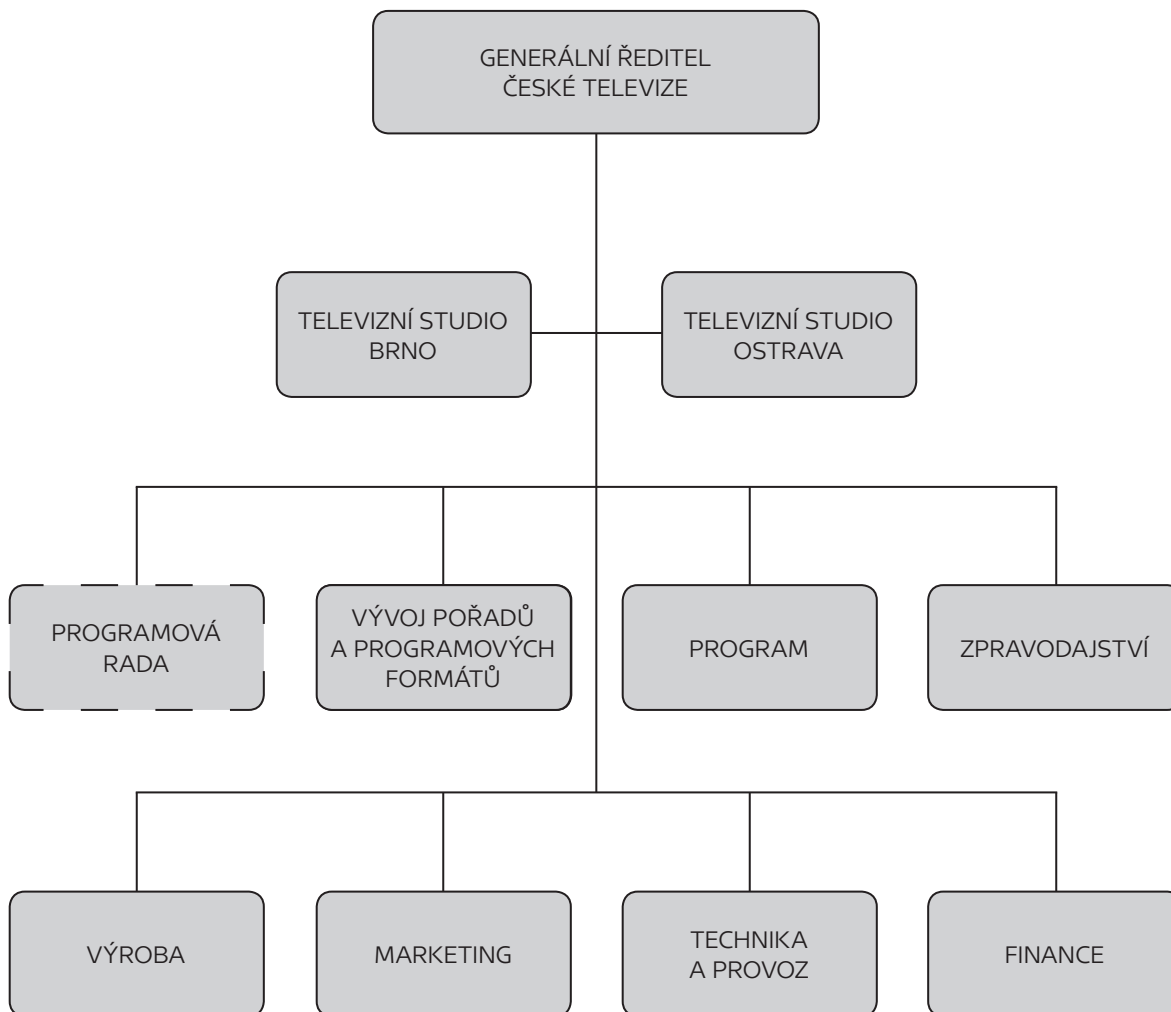 GENERÁLNÍ ŘEDITEL
ČESKÉ TELEVIZE
TELEVIZNÍ STUDIO
BRNO
TELEVIZNÍ STUDIO
OSTRAVA
PROGRAMOVÁ
RADA
VÝVOJ POŘADŮ
A PROGRAMOVÝCH
FORMÁTŮ
PROGRAM
ZPRAVODAJSTVÍ
VÝROBA
MARKETING
TECHNIKA
A PROVOZ
FINANCE